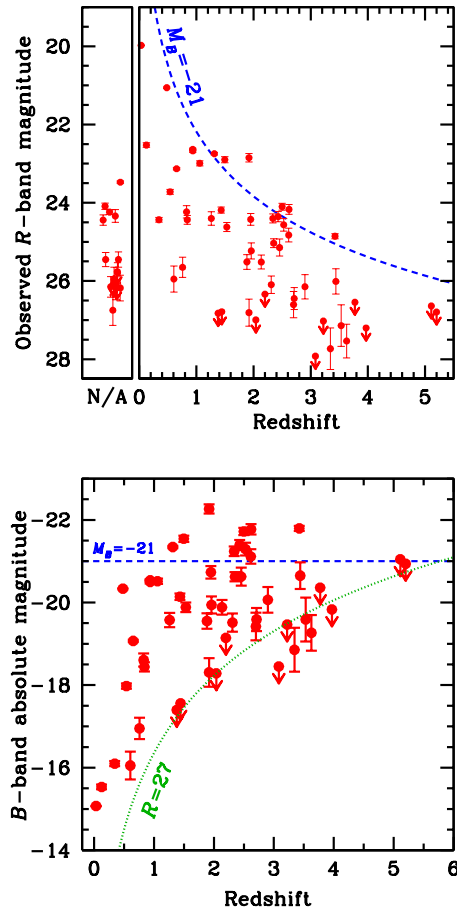 20
22
24
26
28
Observed R-band magnitude
M_B=-21
N/A
0
1
2
3
4
5
Redshift
-22
-20
-18
-16
-14
B-band absolute magnitude
M_B=-21
R=27
0
1
2
3
4
5
6
Redshift